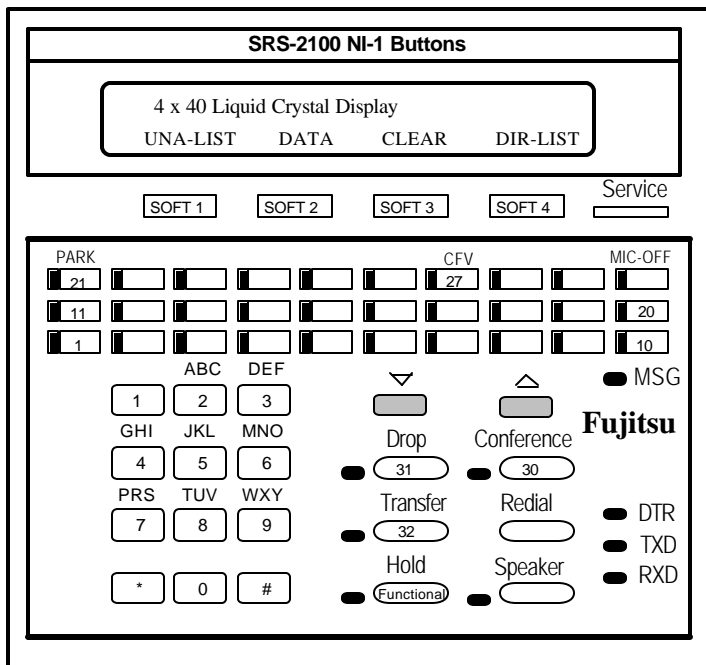 SRS-2100 NI-1 Buttons
4 x 40 Liquid Crystal Display
UNA-LIST DATA CLEAR DIR-LIST
SOFT 1 SOFT 2 SOFT 3 SOFT 4 Service
PARK CFV MIC-OFF
21 27
11 20
1 10
MSG
ABC DEF
1 2 3
Fujitsu
GHI JKL MNO Drop Conference
4 5 6 31 30
PRS TUV WXY Transfer Redial
7 8 9 32
DTR
TXD
Hold Speaker RXD
* 0 # Functional